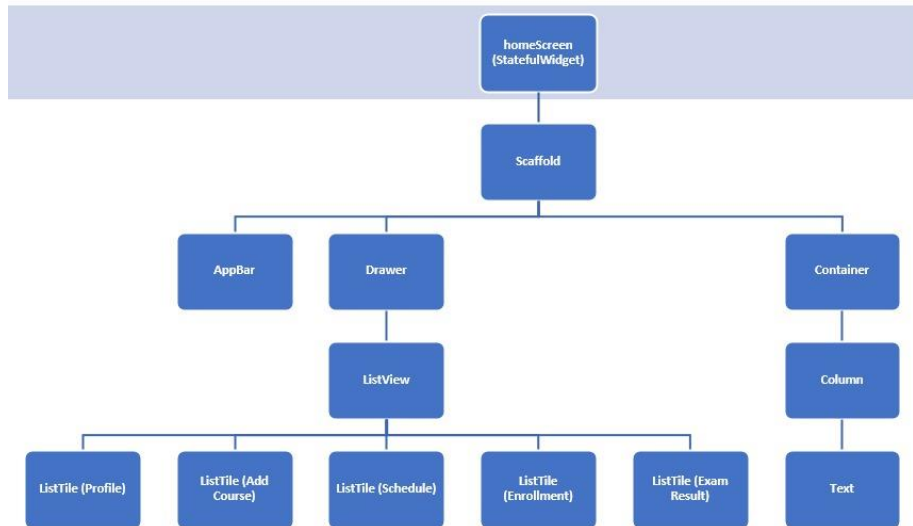 homeScreen
(StatefulWidget)
Scaffold
AppBar
Drawer
Container
ListView
Column
ListTile (Profile)
ListTile (Add
Course)
ListTile (Schedule)
ListTile
(Enrollment)
ListTile (Exam
Result)
Text